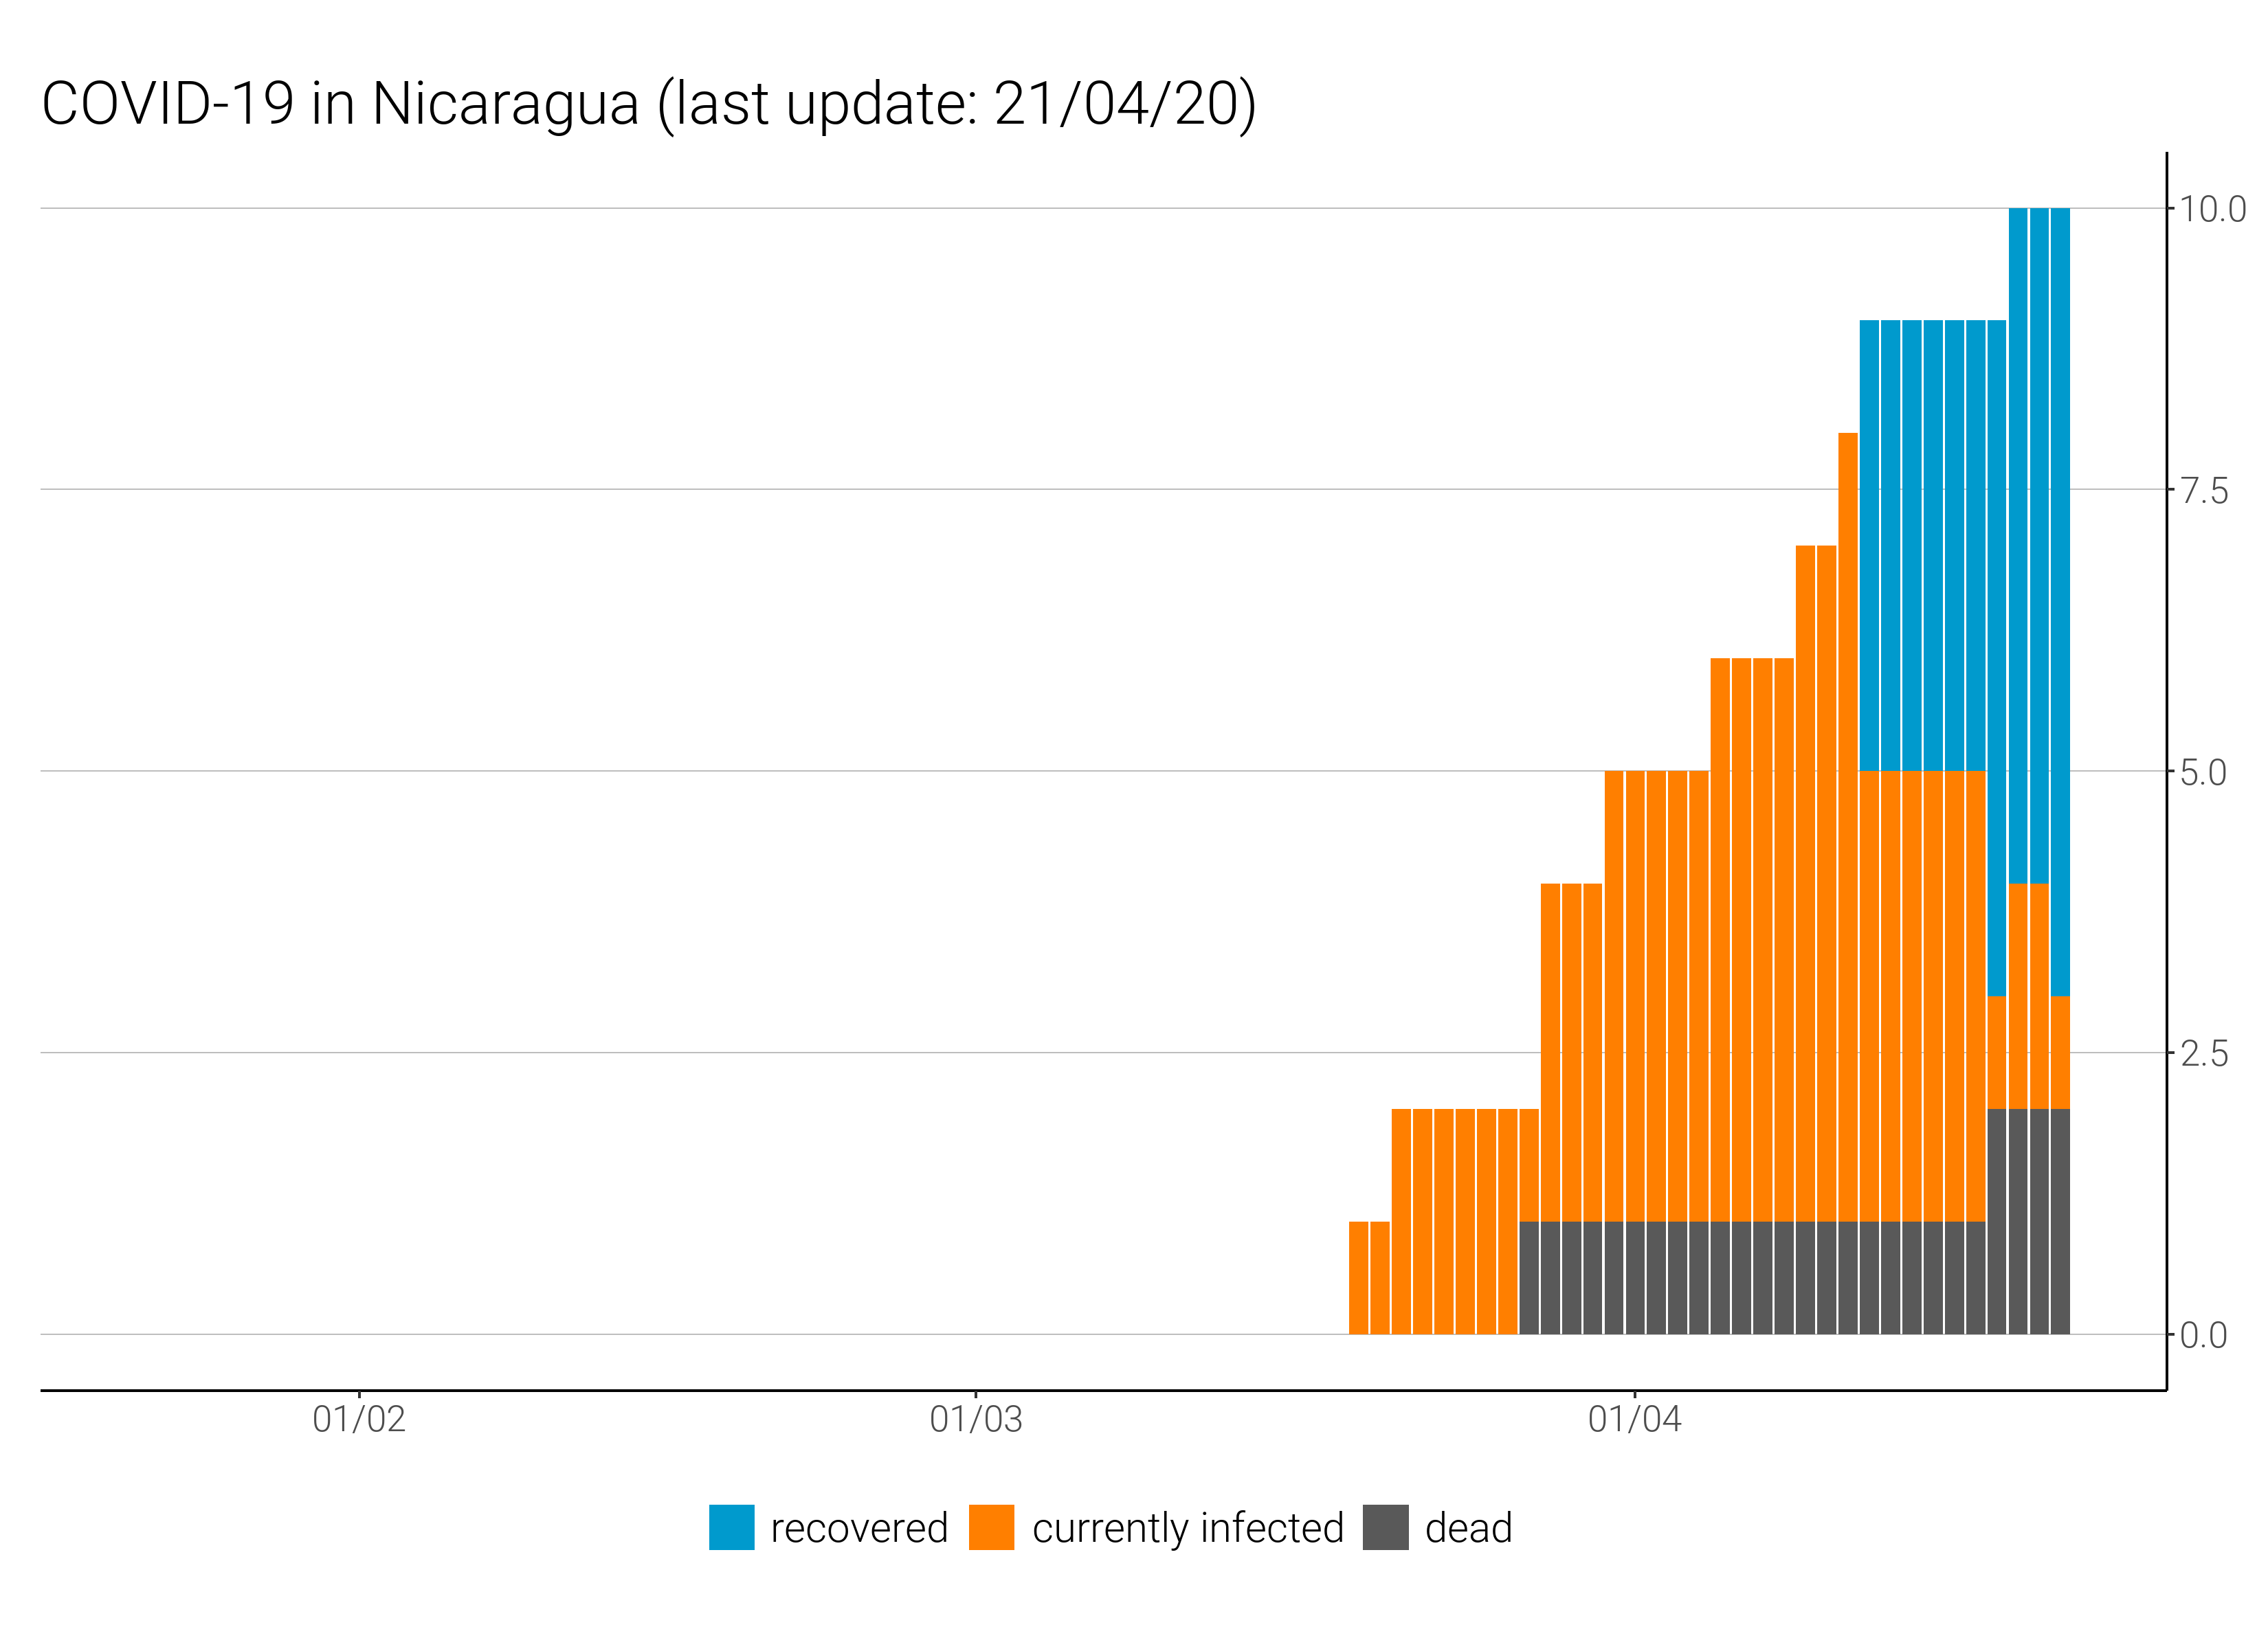 COVID-19 in Nicaragua (last update: 21/04/20)
10.0
7.5
5.0
2.5
0.0
01/02 01/03 01/04
recovered currently infected dead